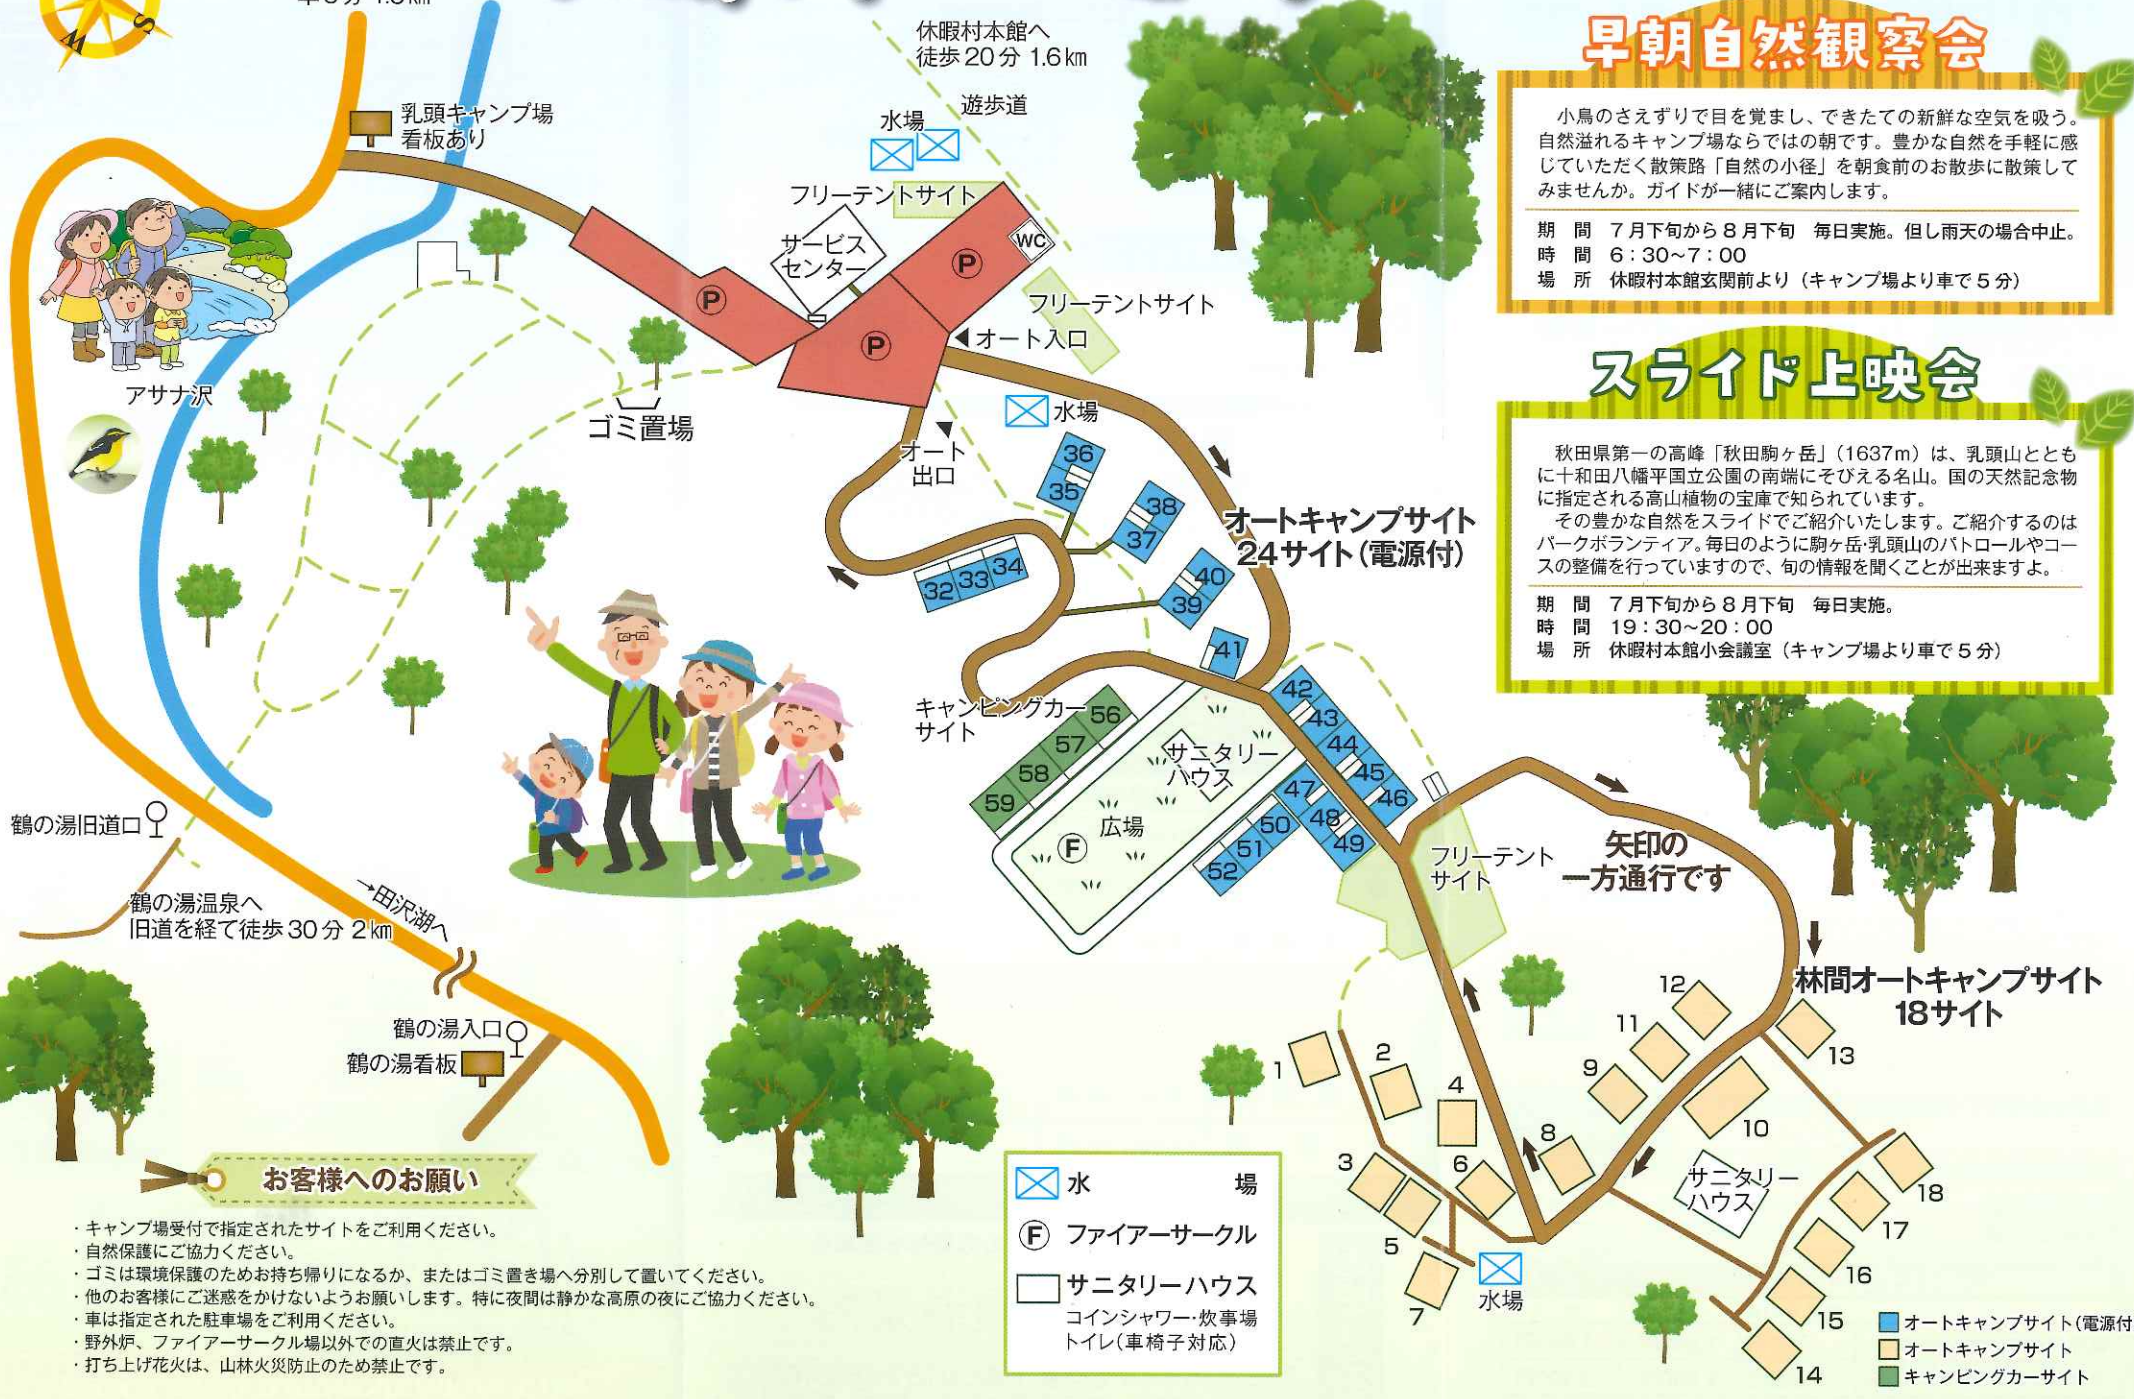 W
S
休暇村本館へ
徒歩20分 1.6km
遊歩道
水場
乳頭キャンプ場
看板あり
フリーテントサイト
サービス
センター
WC
P
P
P
フリーテントサイト
オート入口
アサナ沢
ゴミ置場
水場
オート
出口
36
35
38
37
オートキャンプサイト
24サイト(電源付)
34
33
32
40
39
41
キャンピングカー
サイト
56
57
58
59
42
43
44
45
46
47
48
49
50
51
52
サニタリー
ハウス
広場
F
フリーテント
サイト
矢印の
一方通行です
鶴の湯旧道口
鶴の湯温泉へ
旧道を経て徒歩30分 2km
→田沢湖へ
鶴の湯入口
鶴の湯看板
林間オートキャンプサイト
18サイト
1
2
3
4
5
6
7
8
9
10
11
12
13
14
15
16
17
18
サニタリー
ハウス
水場
早朝自然観察会
小鳥のさえずりで目を覚まし、できたての新鮮な空気を吸う。
自然溢れるキャンプ場ならではの朝です。豊かな自然を手軽に感
じていただく散策路「自然の小径」を朝食前のお散歩に散策して
みませんか。ガイドが一緒にご案内します。
期 間 7月下旬から8月下旬 毎日実施。但し雨天の場合中止。
時 間 6:30~7:00
場 所 休暇村本館玄関前より(キャンプ場より車で5分)
スライド上映会
秋田県第一の高峰「秋田駒ヶ岳」(1637m)は、乳頭山ととも
に十和田八幡平国立公園の南端にそびえる名山。国の天然記念物
に指定される高山植物の宝庫で知られています。
その豊かな自然をスライドでご紹介いたします。ご紹介するのは
パークボランティア。毎日のように駒ヶ岳・乳頭山のパトロールやコー
スの整備を行っていますので、旬の情報を聞くことが出来ますよ。
期 間 7月下旬から8月下旬 毎日実施。
時 間 19:30~20:00
場 所 休暇村本館小会議室(キャンプ場より車で5分)
お客様へのお願い
・キャンプ場受付で指定されたサイトをご利用ください。
・自然保護にご協力ください。
・ゴミは環境保護のためお持ち帰りになるか、またはゴミ置き場へ分別して置いてください。
・他のお客様にご迷惑をかけないようお願いします。特に夜間は静かな高原の夜にご協力ください。
・車は指定された駐車場をご利用ください。
・野外炉、ファイアーサークル場以外での直火は禁止です。
・打ち上げ花火は、山林火災防止のため禁止です。
水 場
F ファイアーサークル
サニタリーハウス
コインシャワー・炊事場
トイレ(車椅子対応)
オートキャンプサイト(電源付
オートキャンプサイト
キャンピングカーサイト